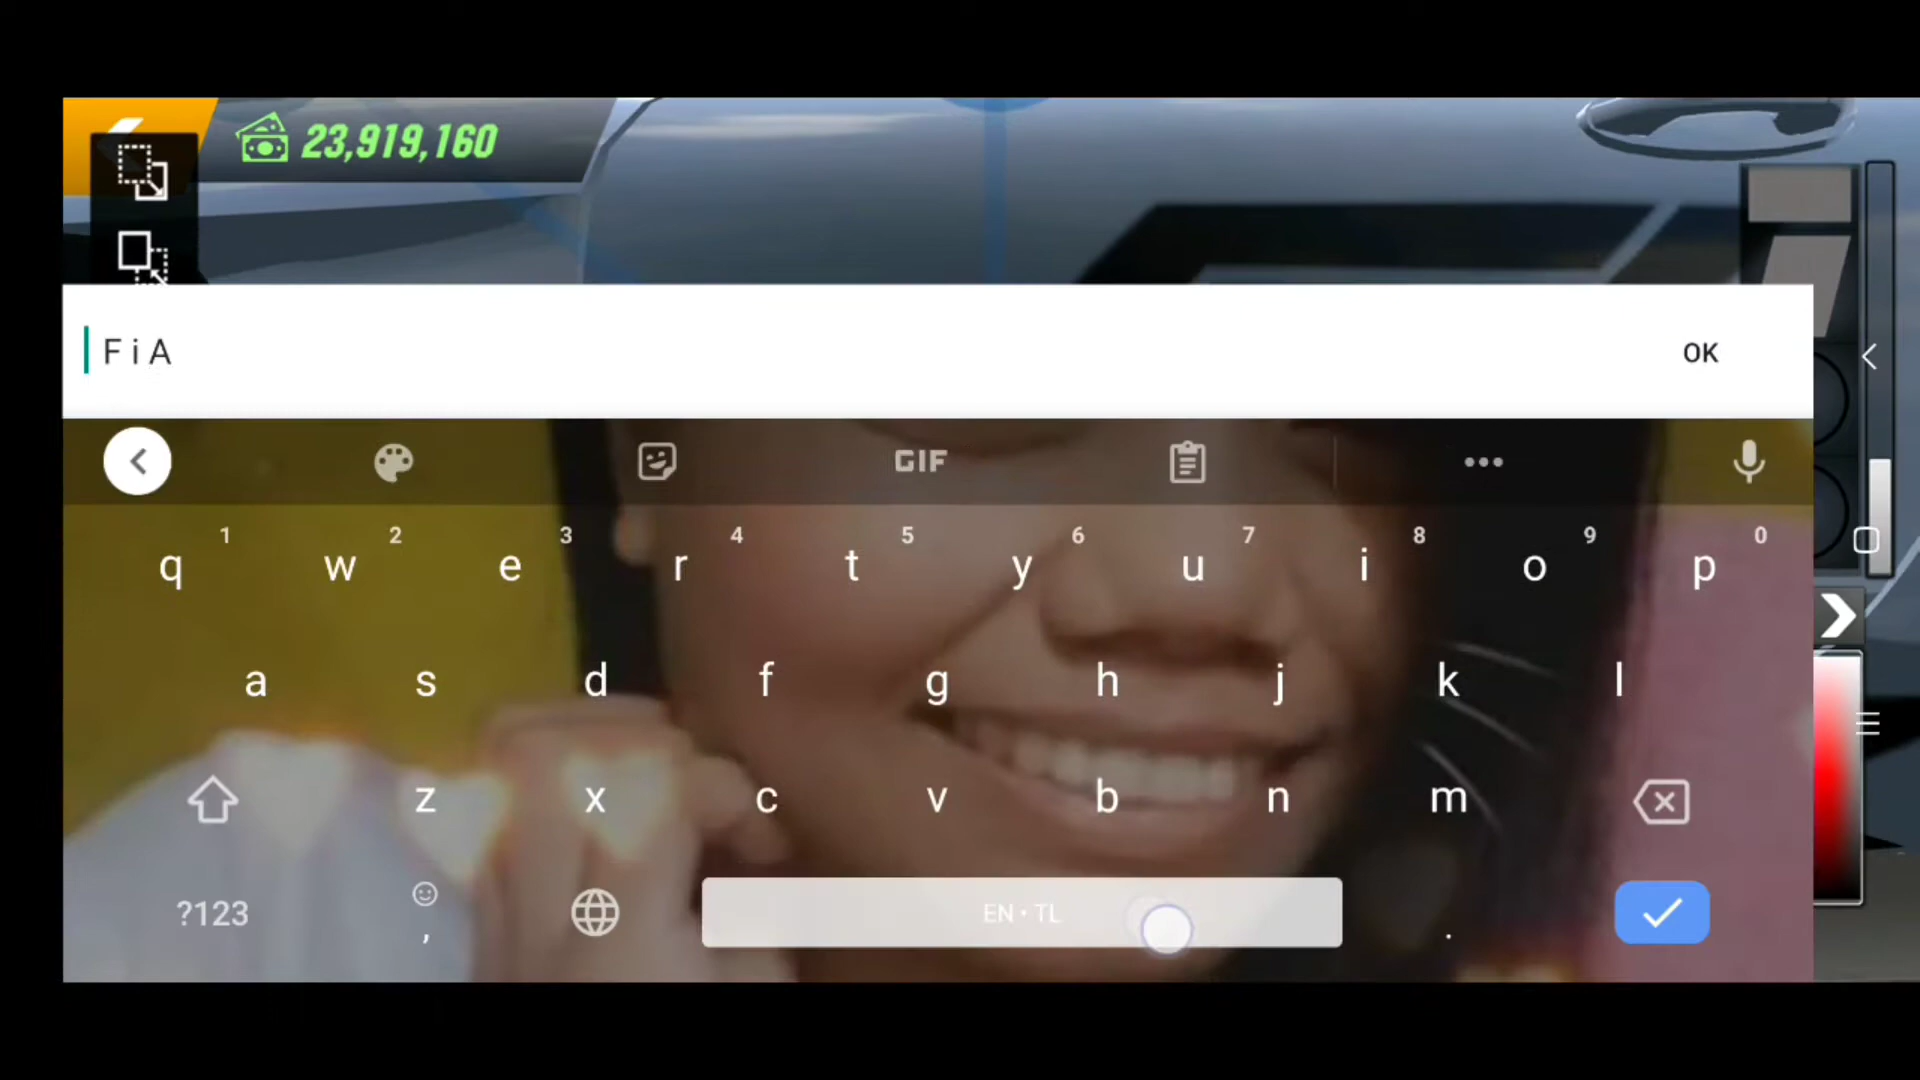 23,919,160
F i A
OK
GIF
1 2 3 4 5 6 7 8 9 0
q w e r t y u i o p
a s d f g h j k l
z x c v b n m
?123 , EN • TL .